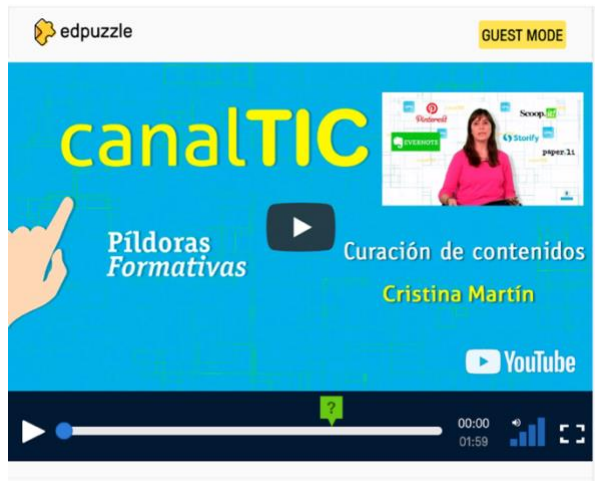 edpuzzle
GUEST MODE
canalTIC
Pinterest
Scoop.it
EVERNOTE
Storify
paper.li
Píldoras
Formativas
Curación de contenidos
Cristina Martín
YouTube
?
00:00
01:59